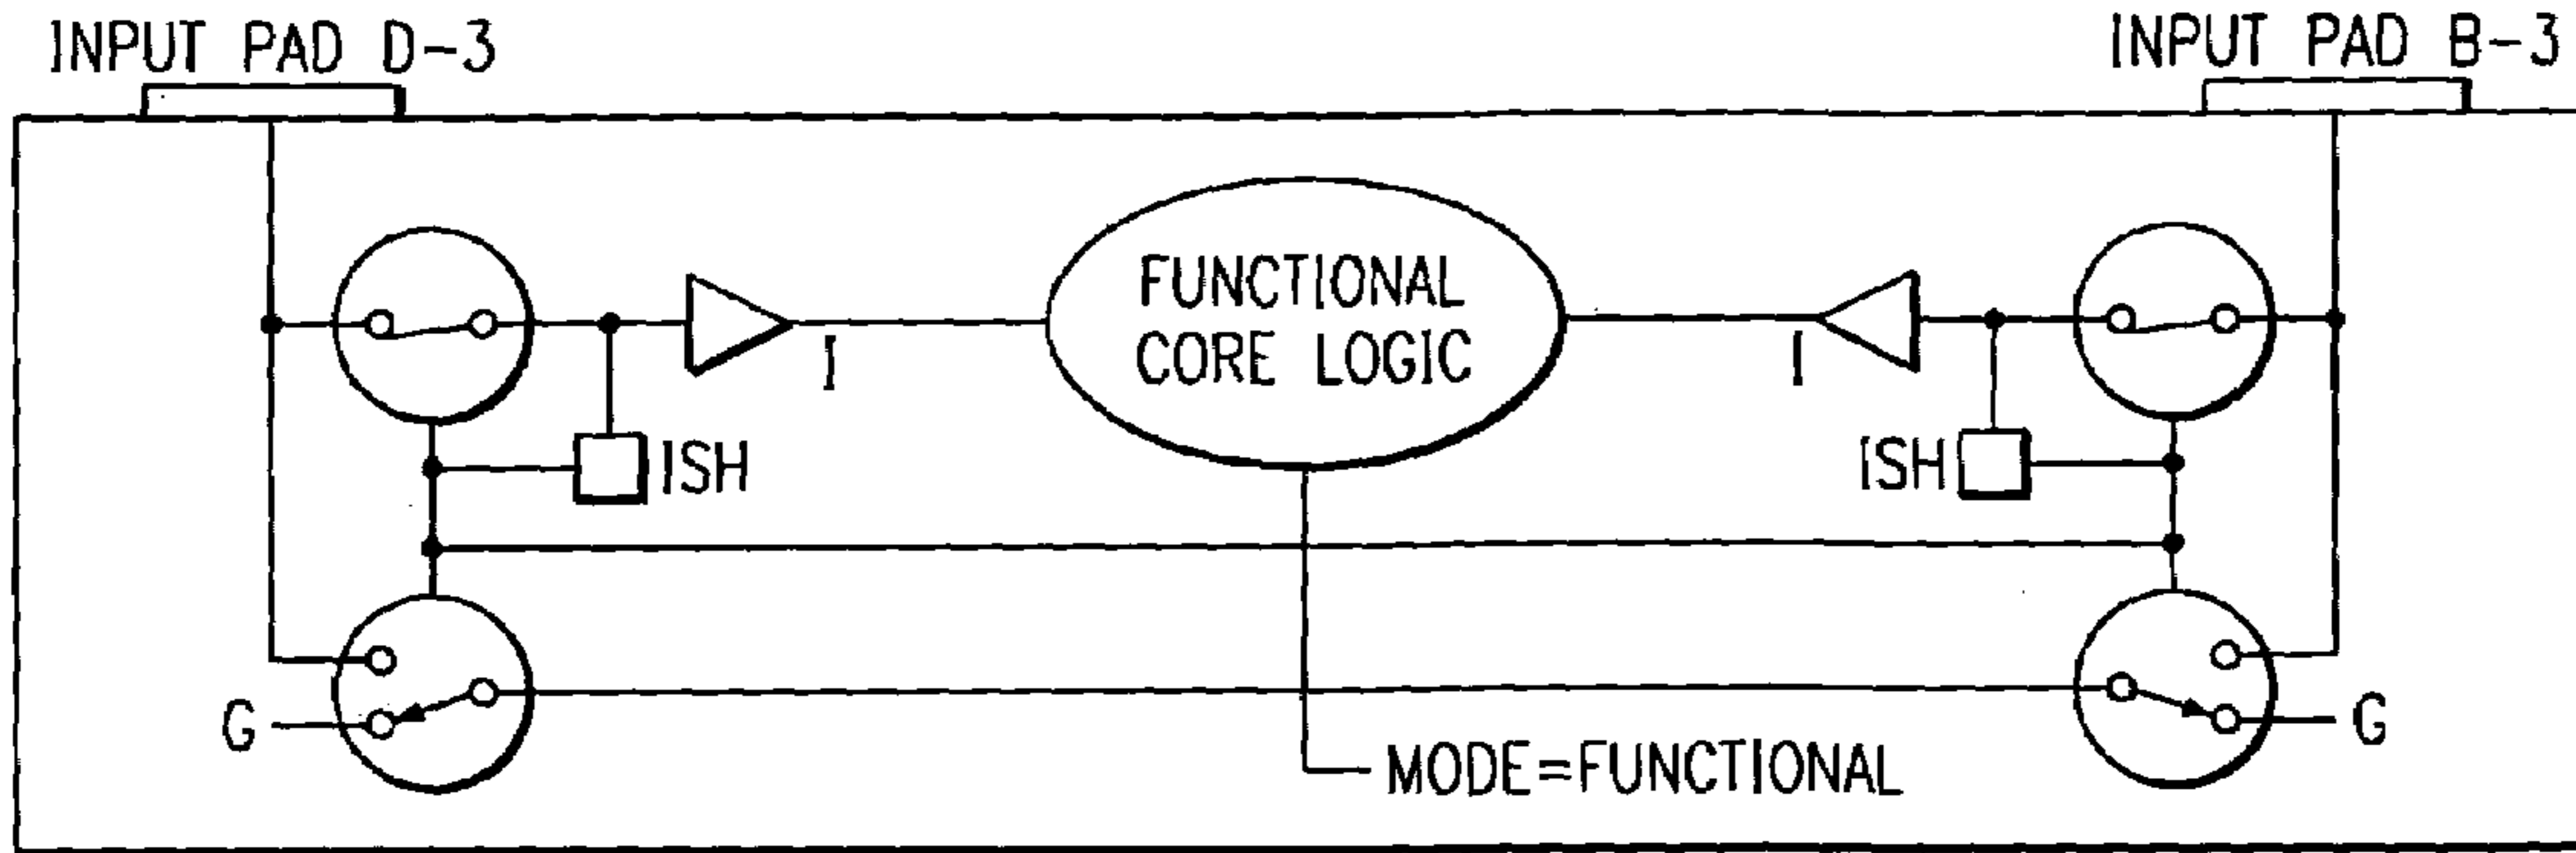 INPUT PAD D-3
INPUT PAD B-3
FUNCTIONAL
CORE LOGIC
I
I
ISH
ISH
G
G
MODE=FUNCTIONAL